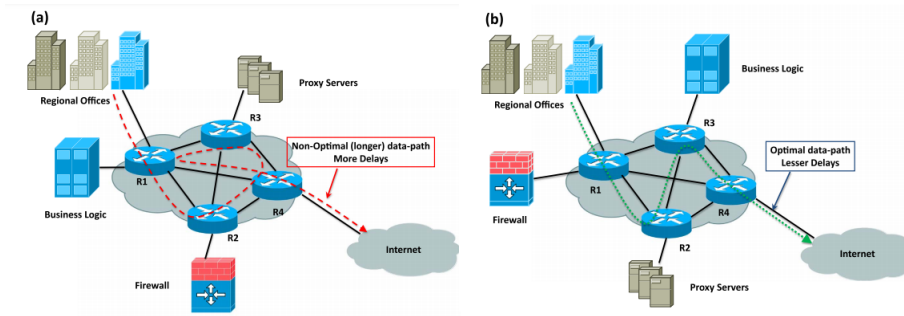 (a)
Regional Offices
Proxy Servers
R3
Non-Optimal (longer) data-path
More Delays
R1
Business Logic
R4
R2
Internet
Firewall
(b)
Regional Offices
Business Logic
R3
Optimal data-path
Lesser Delays
R1
Firewall
R4
R2
Internet
Proxy Servers